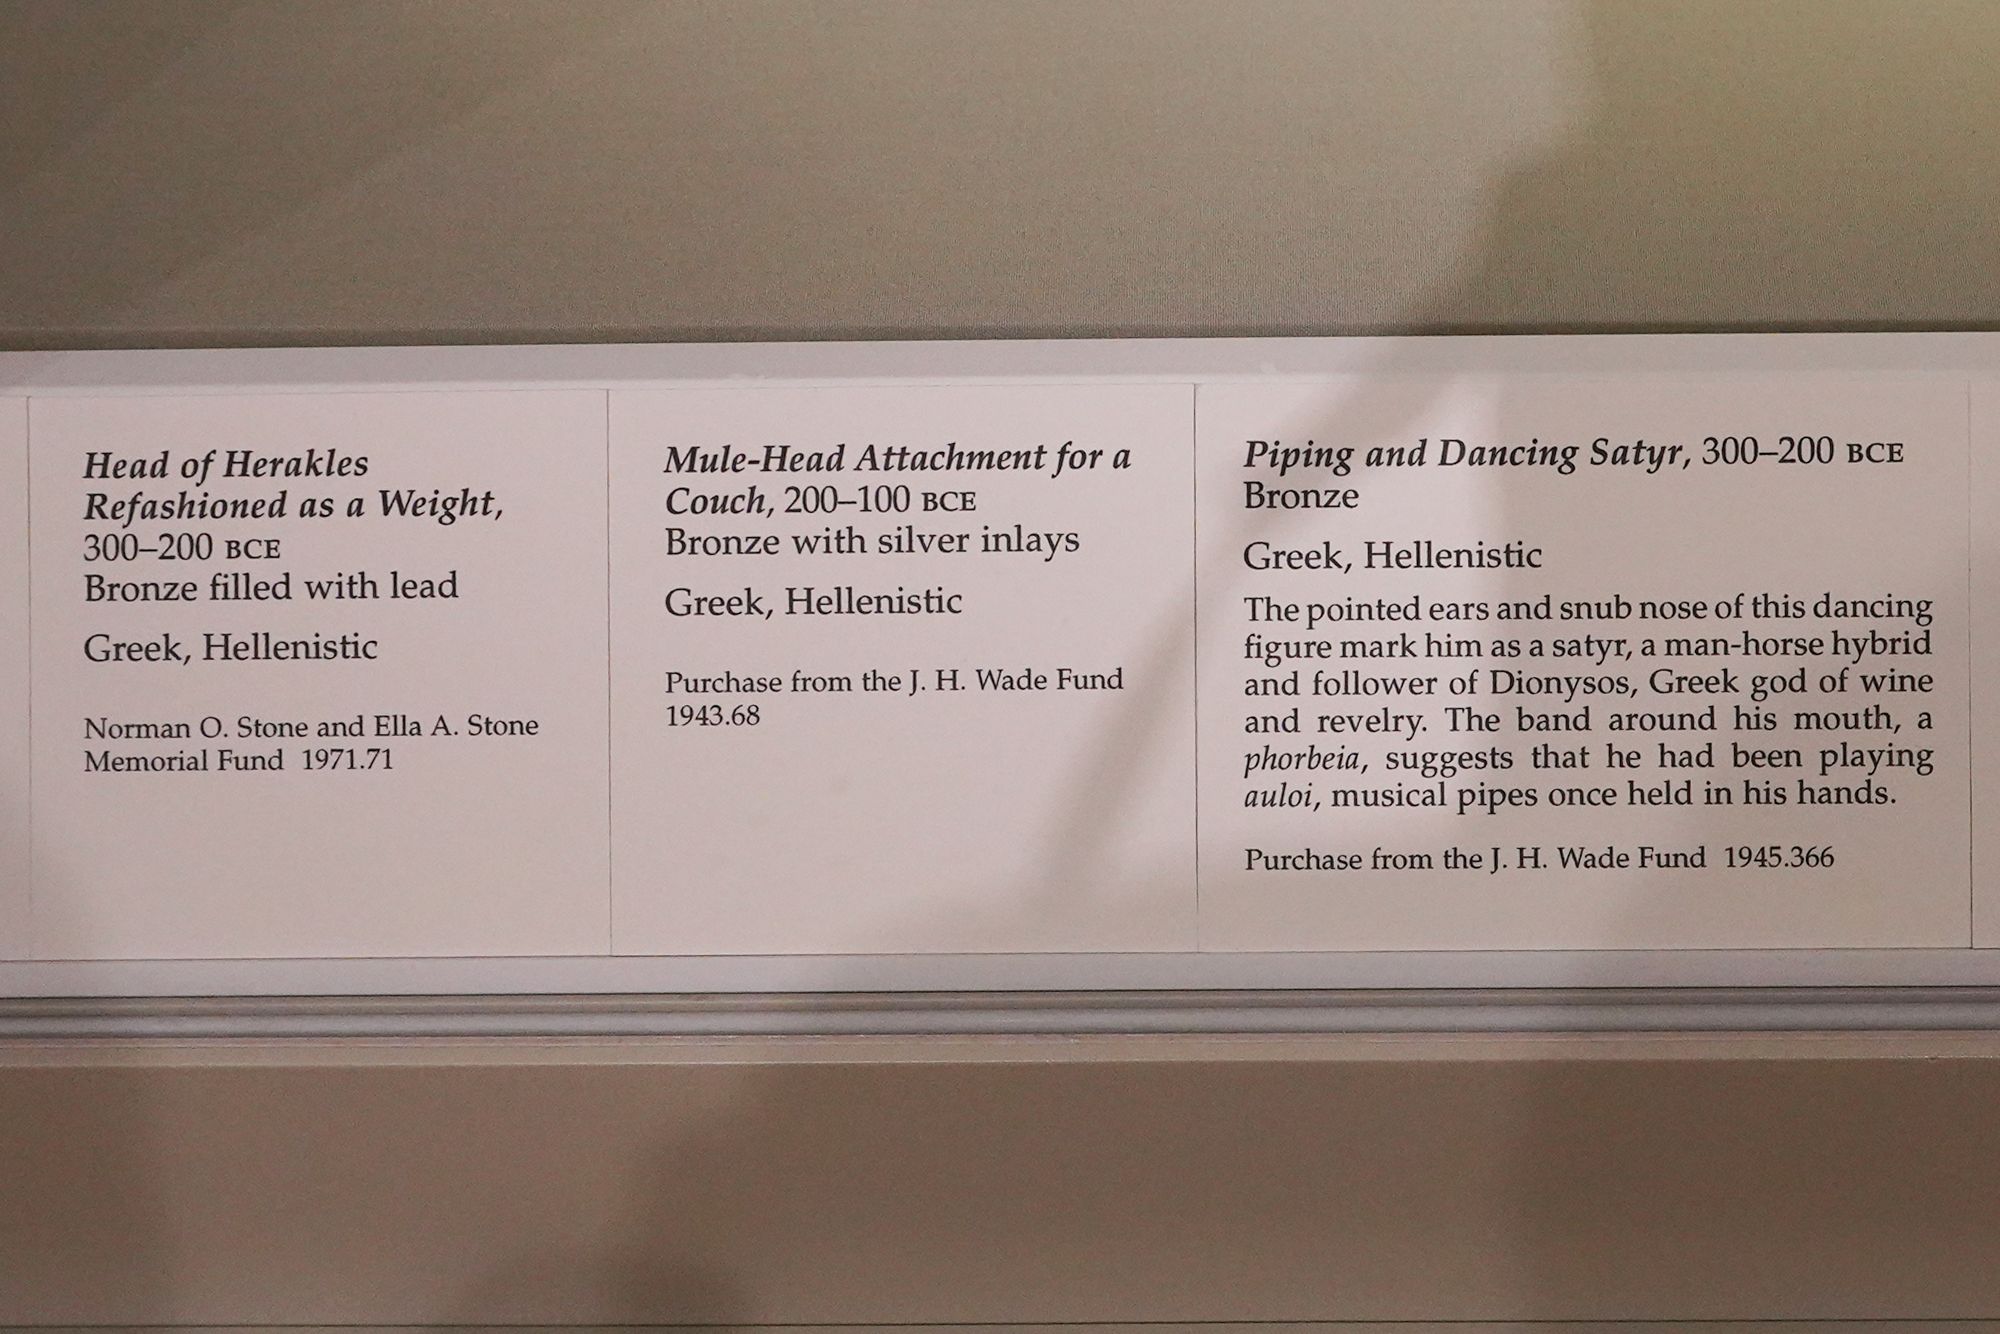 Head of Herakles
Refashioned as a Weight,
300–200 BCE
Bronze filled with lead
Greek, Hellenistic
Norman O. Stone and Ella A. Stone
Memorial Fund 1971.71
Mule-Head Attachment for a
Couch, 200–100 BCE
Bronze with silver inlays
Greek, Hellenistic
Purchase from the J. H. Wade Fund
1943.68
Piping and Dancing Satyr, 300–200 BCE
Bronze
Greek, Hellenistic
The pointed ears and snub nose of this dancing
figure mark him as a satyr, a man-horse hybrid
and follower of Dionysos, Greek god of wine
and revelry. The band around his mouth, a
phorbeia, suggests that he had been playing
auloi, musical pipes once held in his hands.
Purchase from the J. H. Wade Fund 1945.366